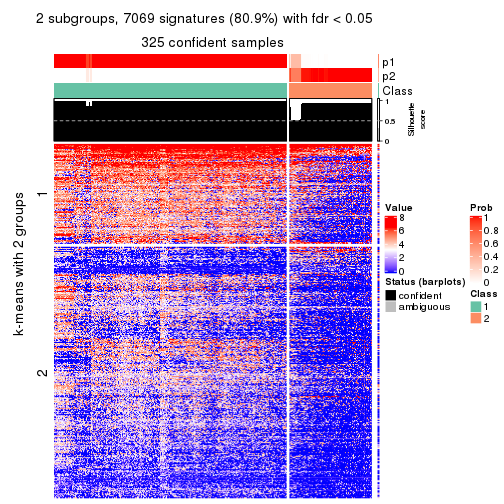 2 subgroups, 7069 signatures (80.9%) with fdr < 0.05
325 confident samples
p1
p2
Class
1
0.5
0
Silhouette
score
k-means with 2 groups
1
2
Value
8
6
4
2
0
Status (barplots)
confident
ambiguous
Prob
1
0.8
0.6
0.4
0.2
0
Class
1
2